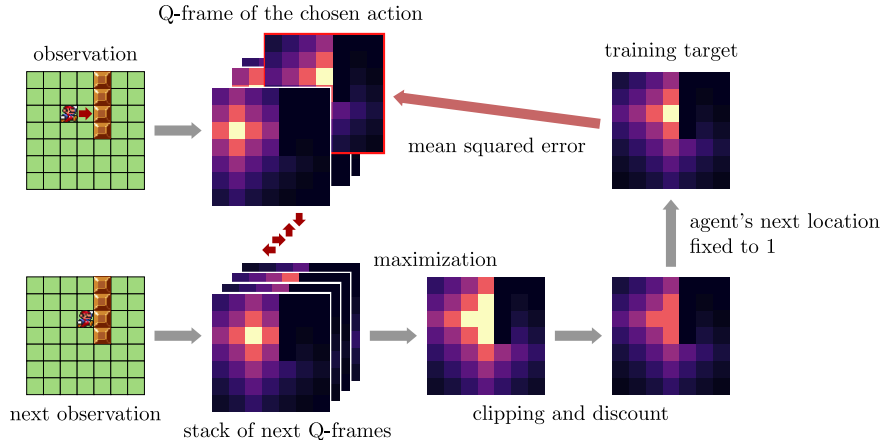 Q-frame of the chosen action
observation
training target
mean squared error
agent's next location
fixed to 1
maximization
next observation
stack of next Q-frames
clipping and discount